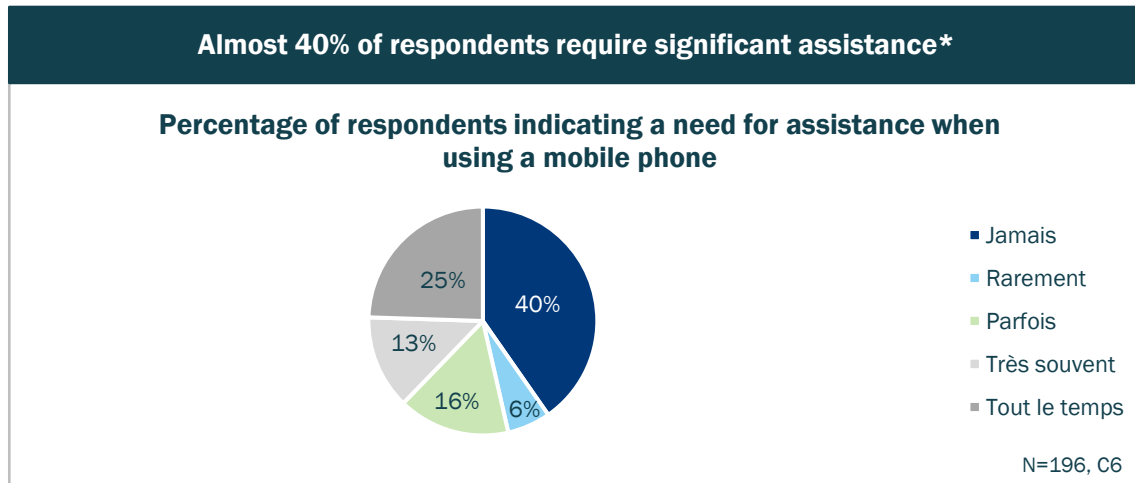 Almost 40% of respondents require significant assistance*
Percentage of respondents indicating a need for assistance when
using a mobile phone
25%
40%
13%
16%
6%
Jamais
Rarement
Parfois
Très souvent
Tout le temps
N=196, C6